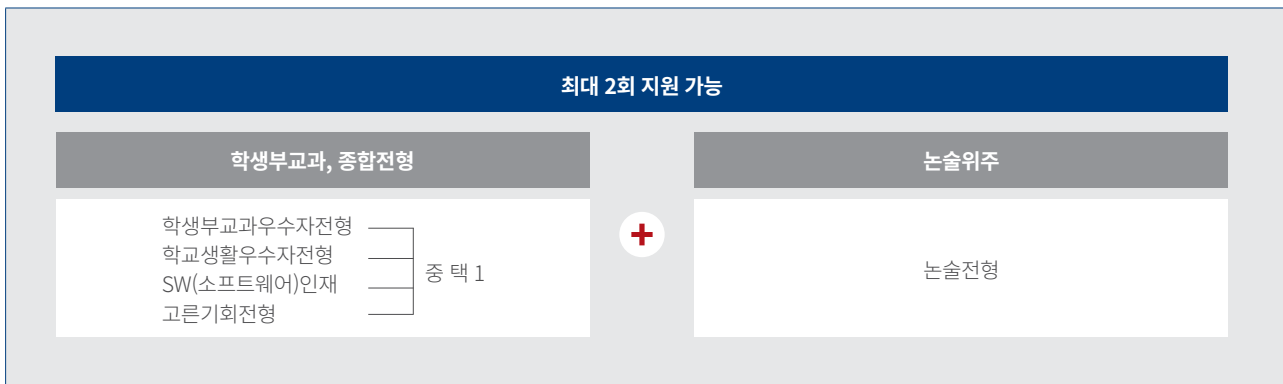 최대 2회 지원 가능
학생부교과, 종합전형
학생부교과우수자전형
학교생활우수자전형
SW(소프트웨어)인재
고른기회전형
중 택 1
+
논술위주
논술전형